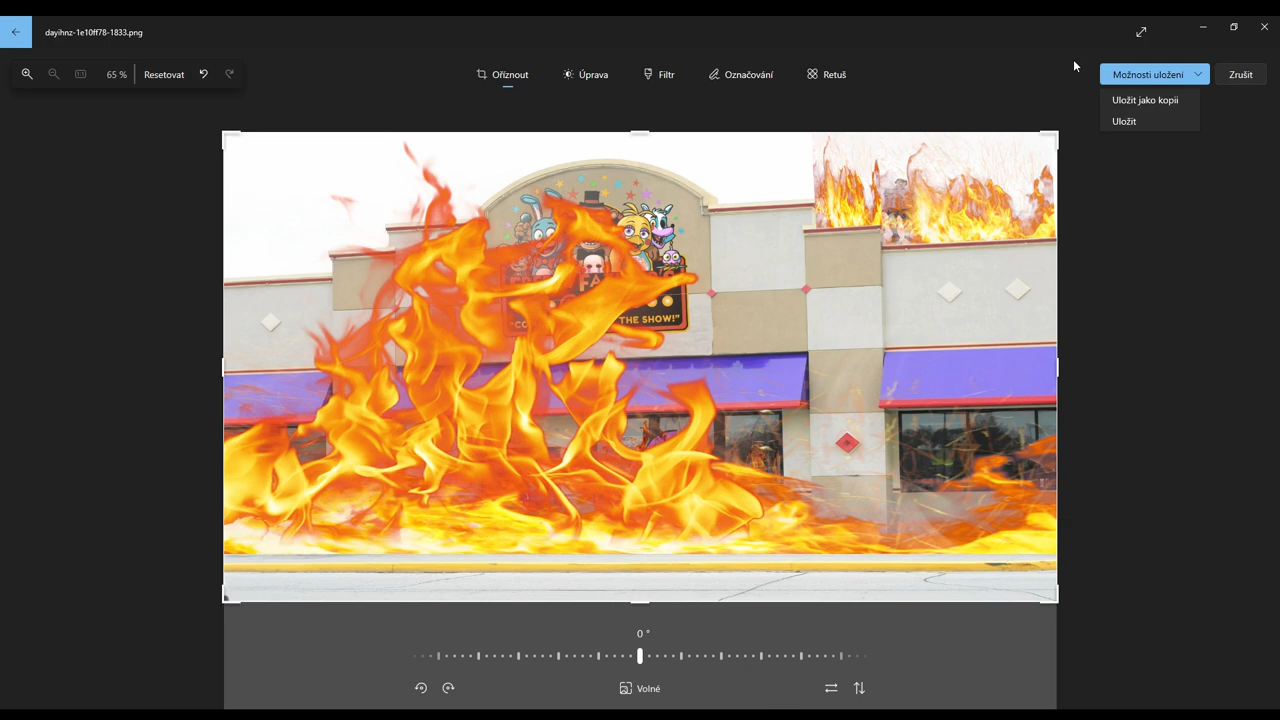 dayihnz-1e10ff78-1833.png
65 %
Resetovat
Oříznout
Úprava
Filtr
Označování
Retuš
Možnosti uložení
Zrušit
Uložit jako kopii
Uložit
FA
THE SHOW!"
0 °
Volné